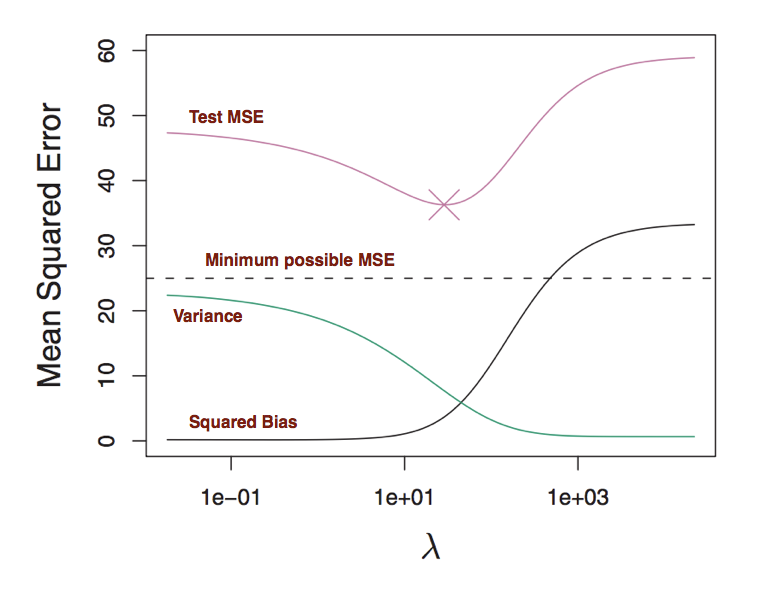 Mean Squared Error
60
50
40
30
20
10
0
Test MSE
Minimum possible MSE
Variance
Squared Bias
1e−01
1e+01
1e+03
λ